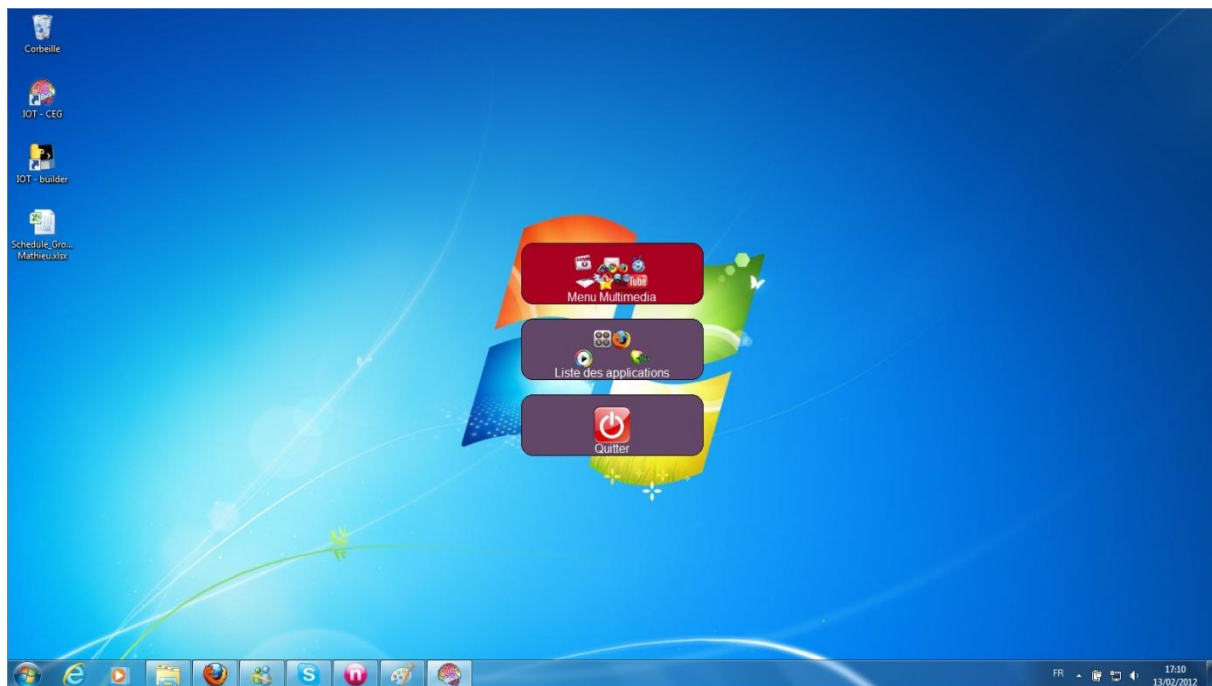 Corbeille
IOT - CEG
IOT - builder
Schedule_Gro...
Mathieu.xlsx
Tube
Menu Multimedia
Liste des applications
Quitter
FR
17:10
13/02/2012